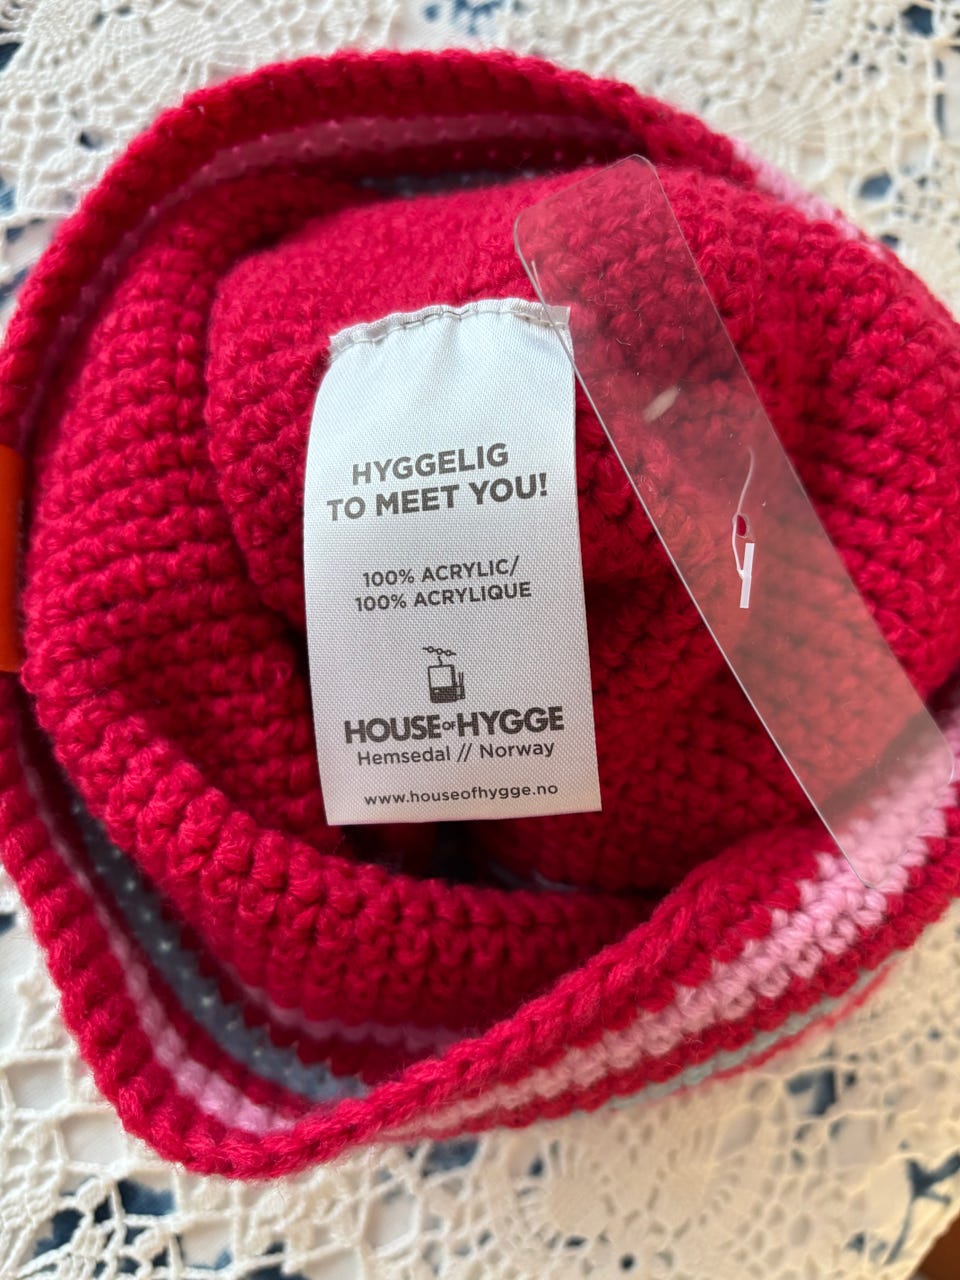 HYGGELIG
TO MEET YOU!
100% ACRYLIC/
100% ACRYLIQUE
HOUSE OF HYGGE
Hemsedal // Norway
www.houseofhygge.no